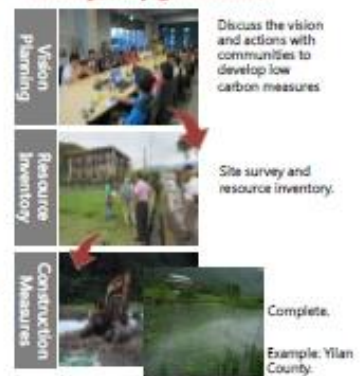 Vision
Planning
Discuss the vision
and actions with
communities to
develop low
carbon measures
Resource
Inventory
Site survey and
resource inventory.
Construction
Measures
Complete.
Example: Yilan
County.